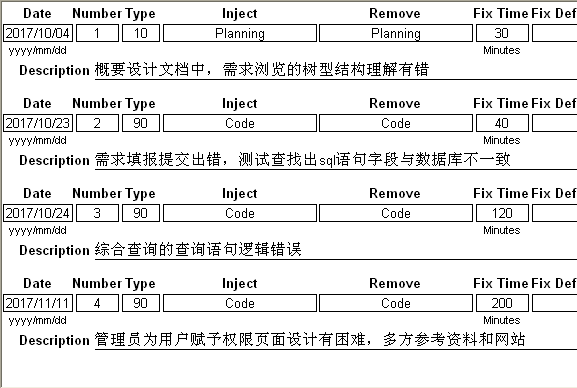 Date Number Type Inject Remove Fix Time Fix Def
2017/10/04 1 10 Planning Planning 30
yyyy/mm/dd Minutes
Description 概要设计文档中，需求浏览的树型结构理解有错
Date Number Type Inject Remove Fix Time Fix Def
2017/10/23 2 90 Code Code 40
yyyy/mm/dd Minutes
Description 需求填报提交出错，测试查找出sql语句字段与数据库不一致
Date Number Type Inject Remove Fix Time Fix Def
2017/10/24 3 90 Code Code 120
yyyy/mm/dd Minutes
Description 综合查询的查询语句逻辑错误
Date Number Type Inject Remove Fix Time Fix Def
2017/11/11 4 90 Code Code 200
yyyy/mm/dd Minutes
Description 管理员为用户赋予权限页面设计有困难，多方参考资料和网站